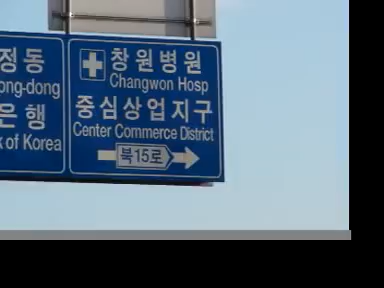 정동
ong-dong
은행
k of Korea
창원병원
Changwon Hosp
중심상업지구
Center Commerce District
북15로